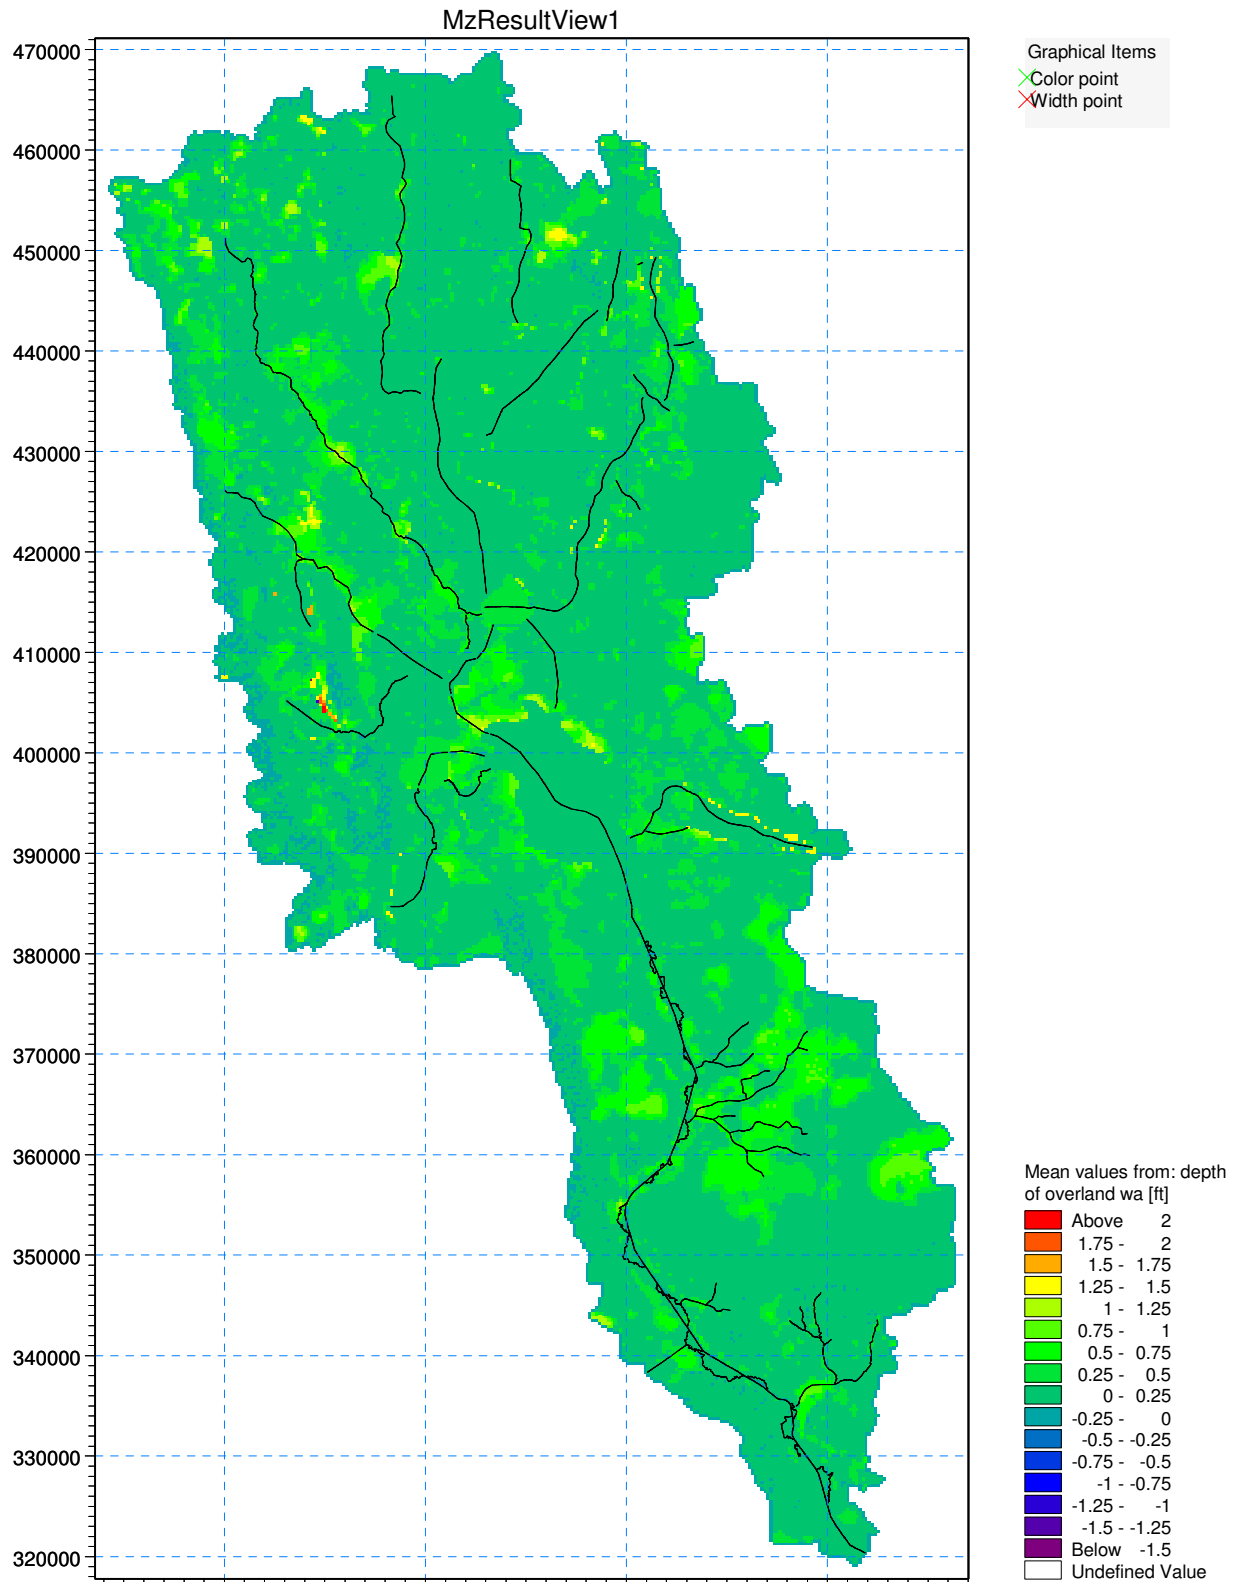 MzResultView1
Graphical Items
Color point
Width point
470000
460000
450000
440000
430000
420000
410000
400000
390000
380000
370000
360000
350000
340000
330000
320000
Mean values from: depth
of overland wa [ft]
Above 2
1.75 - 2
1.5 - 1.75
1.25 - 1.5
1 - 1.25
0.75 - 1
0.5 - 0.75
0.25 - 0.5
0 - 0.25
-0.25 - 0
-0.5 - -0.25
-0.75 - -0.5
-1 - -0.75
-1.25 - -1
-1.5 - -1.25
Below -1.5
Undefined Value